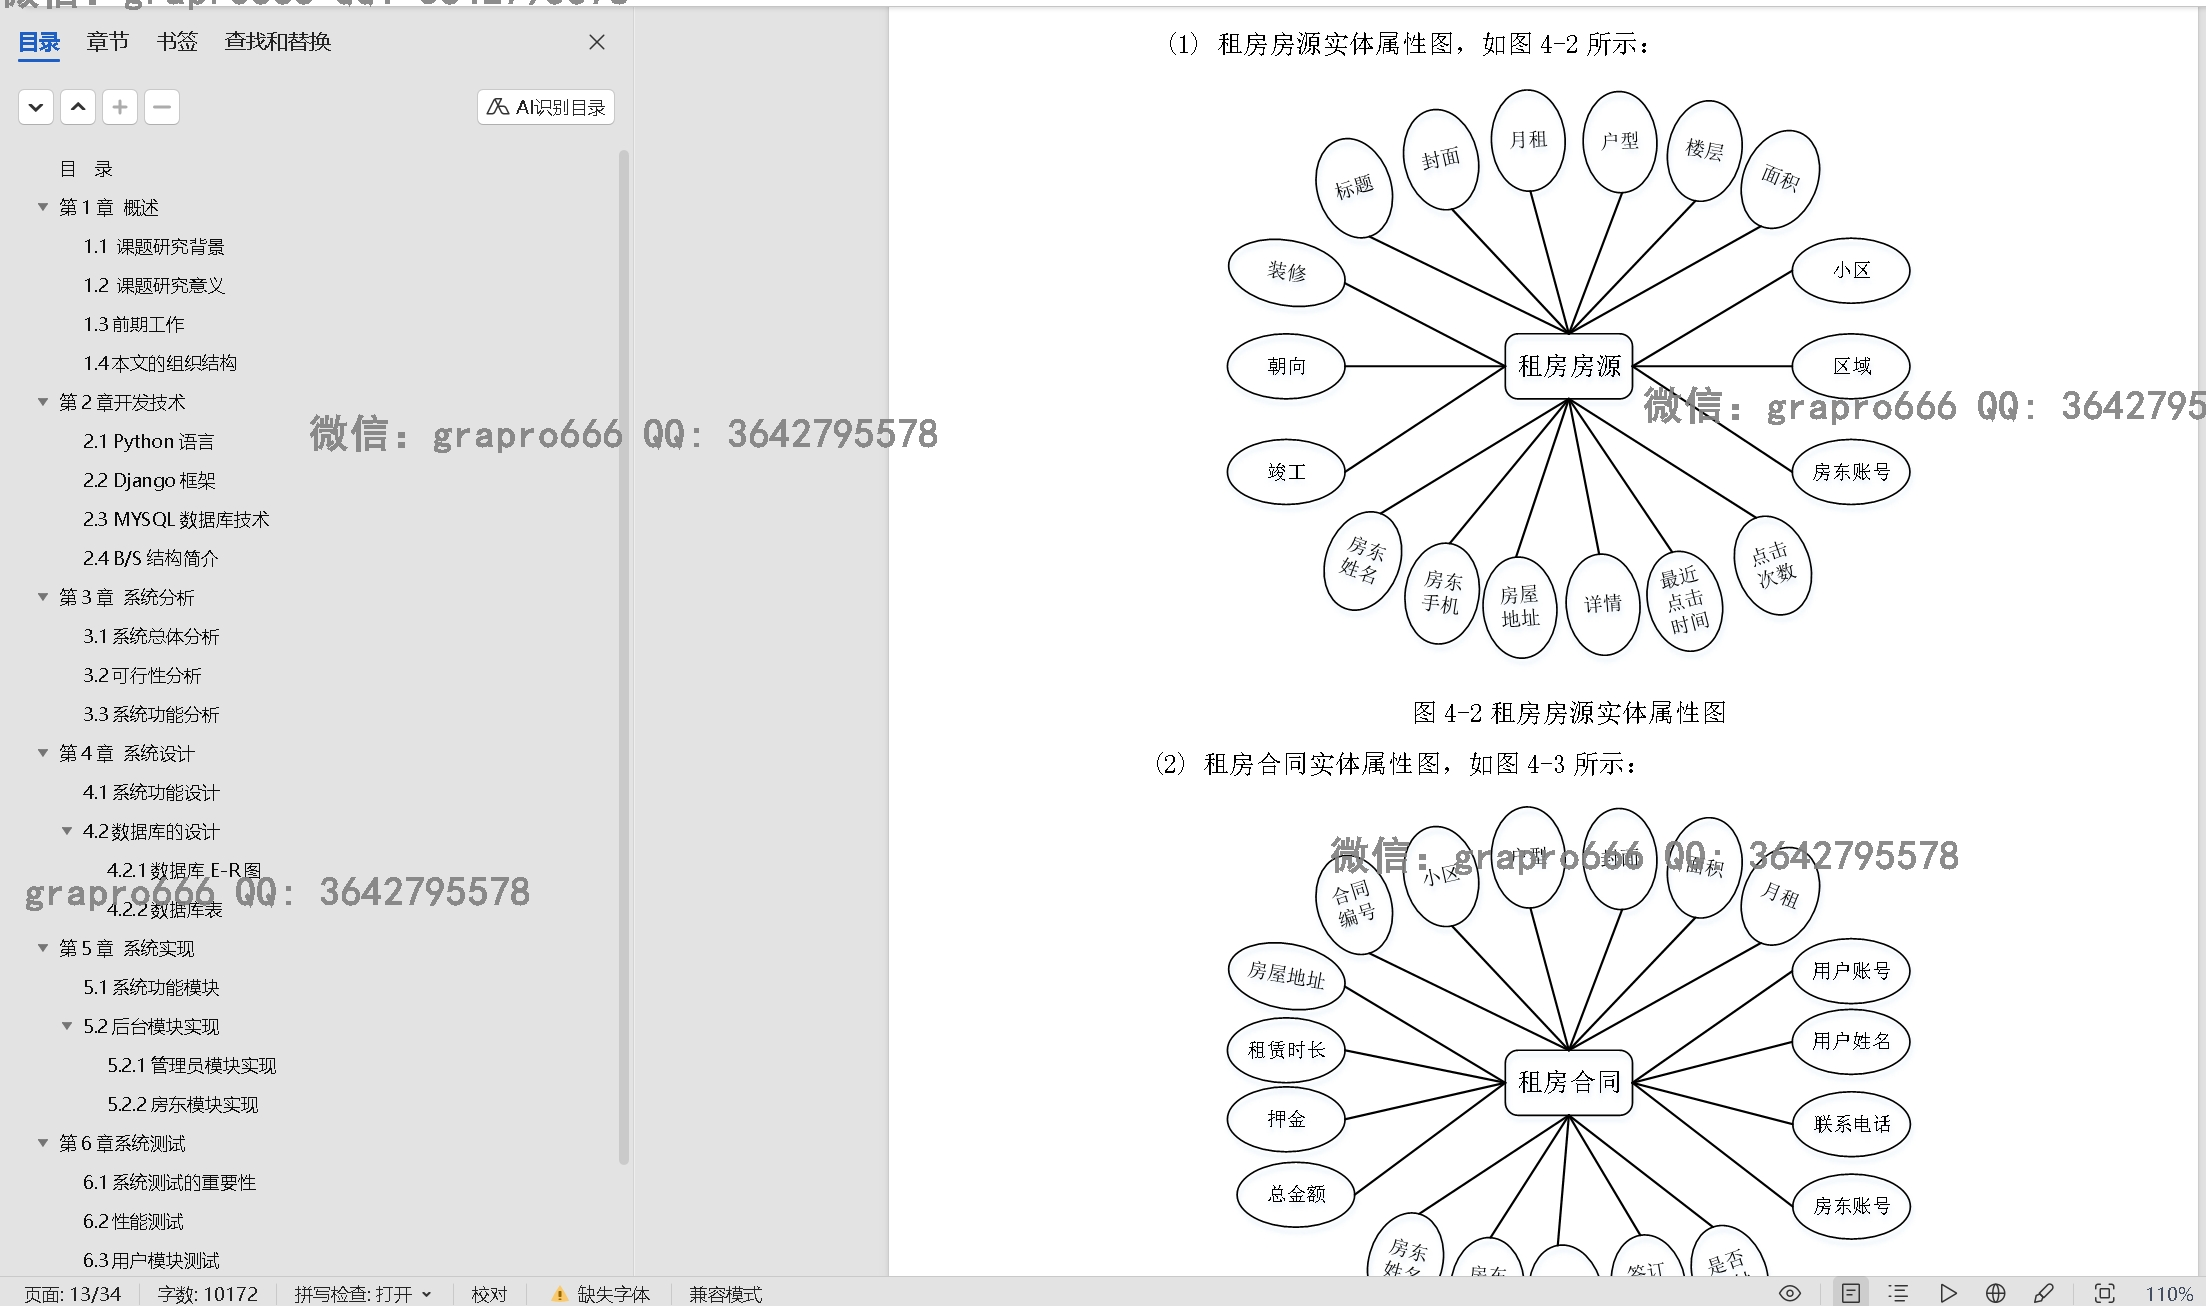 微信: grapro666 QQ: 3642795578
目录 章节 书签 查找和替换
AI识别目录
目 录
第 1 章 概述
1.1 课题研究背景
1.2 课题研究意义
1.3 前期工作
1.4 本文的组织结构
第 2 章开发技术
2.1 Python 语言
2.2 Django 框架
2.3 MYSQL 数据库技术
2.4 B/S 结构简介
第 3 章 系统分析
3.1 系统总体分析
3.2 可行性分析
3.3 系统功能分析
第 4 章 系统设计
4.1 系统功能设计
4.2 数据库的设计
4.2.1 数据库 E-R 图
4.2.2 数据库表
第 5 章 系统实现
5.1 系统功能模块
5.2 后台模块实现
5.2.1 管理员模块实现
5.2.2 房东模块实现
第 6 章系统测试
6.1 系统测试的重要性
6.2 性能测试
6.3 用户模块测试
微信: grapro666 QQ: 3642795578
grapro666 QQ: 3642795578
(1) 租房房源实体属性图，如图 4-2 所示：
标题
封面
月租
户型
楼层
面积
装修
小区
朝向
租房房源
区域
微信: grapro666 QQ: 3642795
竣工
房东账号
房东
姓名
房东
手机
房屋
地址
详情
最近
点击
时间
点击
次数
图 4-2 租房房源实体属性图
(2) 租房合同实体属性图，如图 4-3 所示：
微信: grapro666 QQ: 3642795578
合同
编号
小区
户型
封面
面积
月租
房屋地址
用户账号
租赁时长
用户姓名
租房合同
押金
联系电话
总金额
房东账号
房东
姓名
房东
签订
是否
页面: 13/34 字数: 10172 拼写检查: 打开 校对 缺失字体 兼容模式 110%